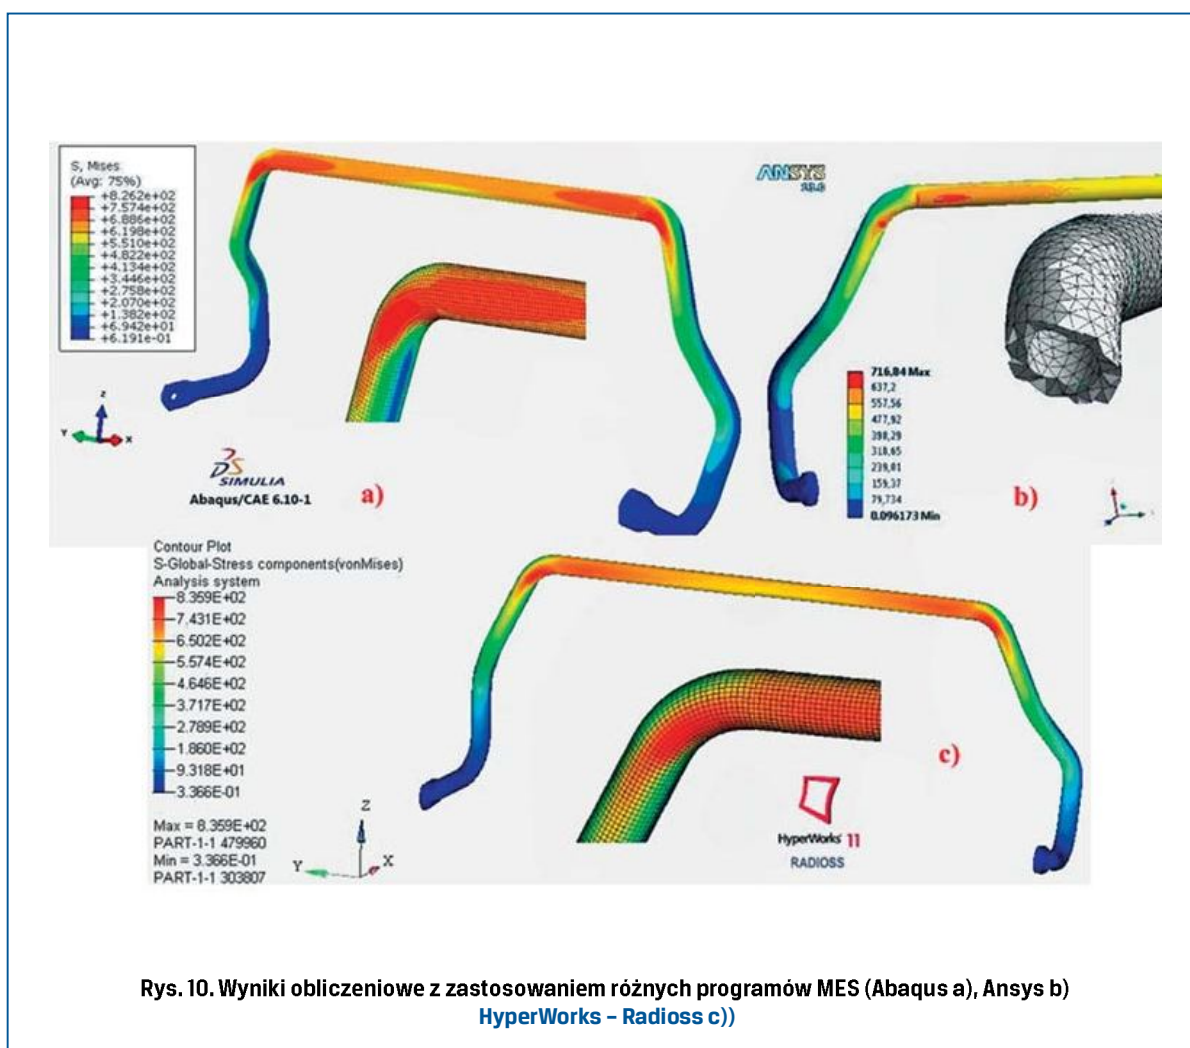 S, Mises
(Avg: 75%)
+8.262e+02
+7.574e+02
+6.886e+02
+6.198e+02
+5.510e+02
+4.822e+02
+4.134e+02
+3.446e+02
+2.758e+02
+2.070e+02
+1.382e+02
+6.942e+01
+6.191e-01
Z
Y
X
DS
SIMULIA
Abaqus/CAE 6.10-1
a)
ANSYS
716,84 Max
637,2
557,56
477,92
398,29
318,65
239,01
159,37
79,734
0.096173 Min
b)
Contour Plot
S-Global-Stress components(vonMises)
Analysis system
8.359E+02
7.431E+02
6.502E+02
5.574E+02
4.646E+02
3.717E+02
2.789E+02
1.860E+02
9.318E+01
3.366E-01
Max = 8.359E+02
PART-1-1 479960
Min = 3.366E-01
PART-1-1 303807
Z
Y
X
c)
HyperWorks 11
RADIOSS
Rys. 10. Wyniki obliczeniowe z zastosowaniem różnych programów MES (Abaqus a), Ansys b)
HyperWorks – Radioss c))